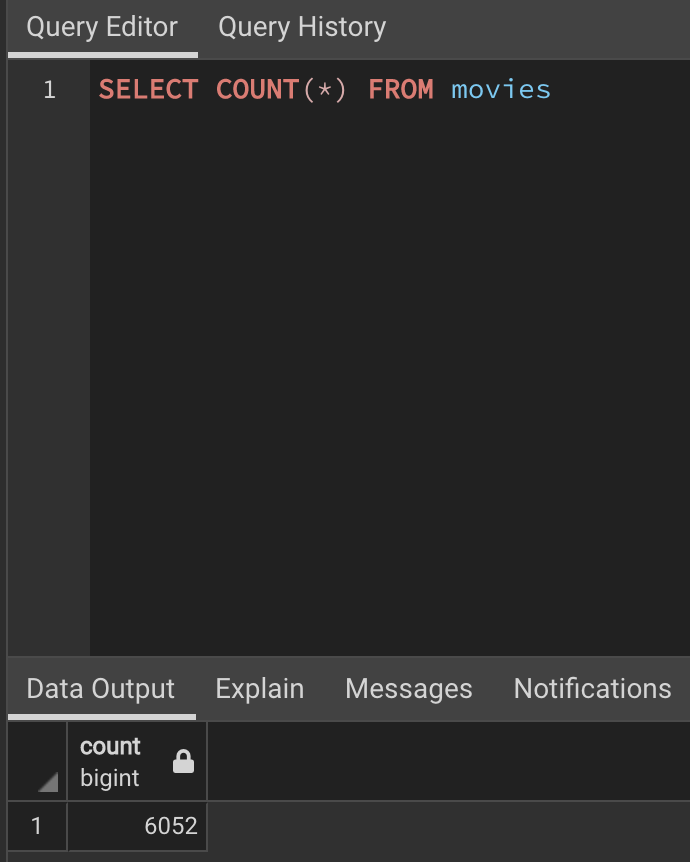 Query Editor Query History
1 SELECT COUNT(*) FROM movies
Data Output Explain Messages Notifications
count
bigint
1 6052